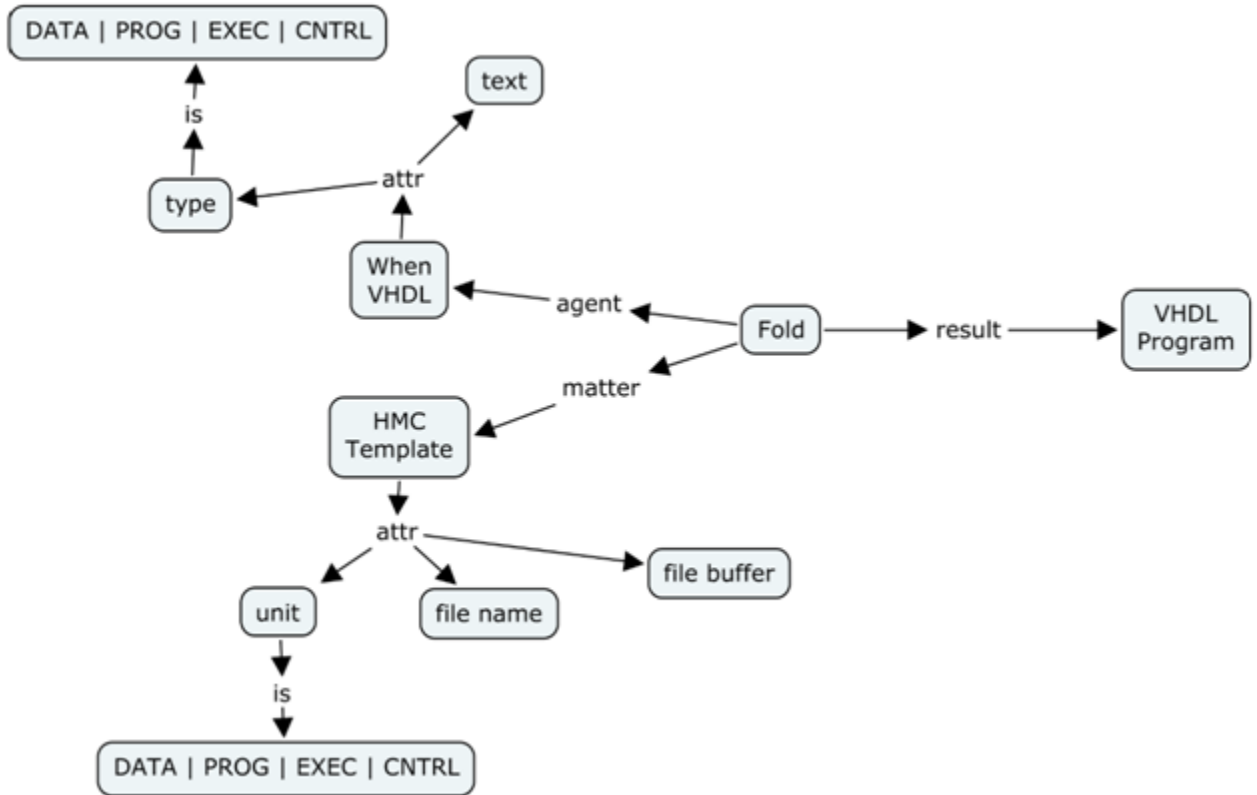 DATA | PROG | EXEC | CNTRL
text
is
attr
type
When
VHDL
agent
Fold
result
VHDL
Program
matter
HMC
Template
attr
file buffer
unit
file name
is
DATA | PROG | EXEC | CNTRL